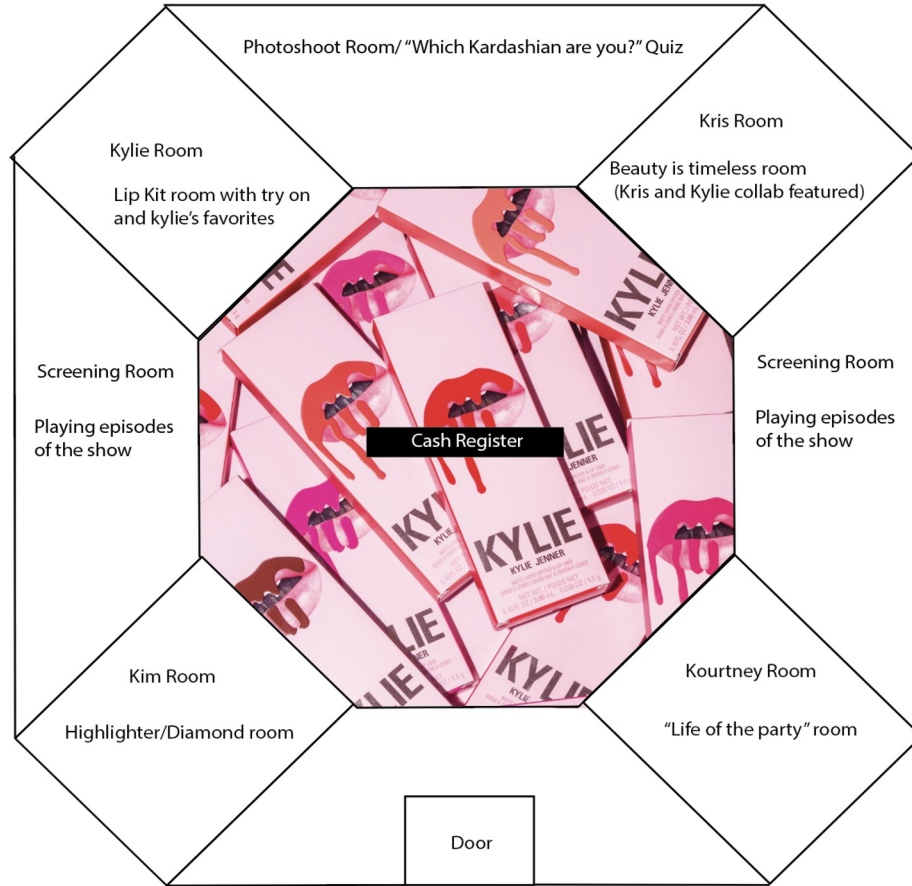 Photoshoot Room/ “Which Kardashian are you?” Quiz
Kylie Room
Lip Kit room with try on
and kylie’s favorites
Kris Room
Beauty is timeless room
(Kris and Kylie collab featured)
Screening Room
Playing episodes
of the show
Screening Room
Playing episodes
of the show
Cash Register
KYLIE
KYLIE JENNER
KYLIE
KYLIE JENNER
Kim Room
Highlighter/Diamond room
Kourtney Room
“Life of the party” room
Door